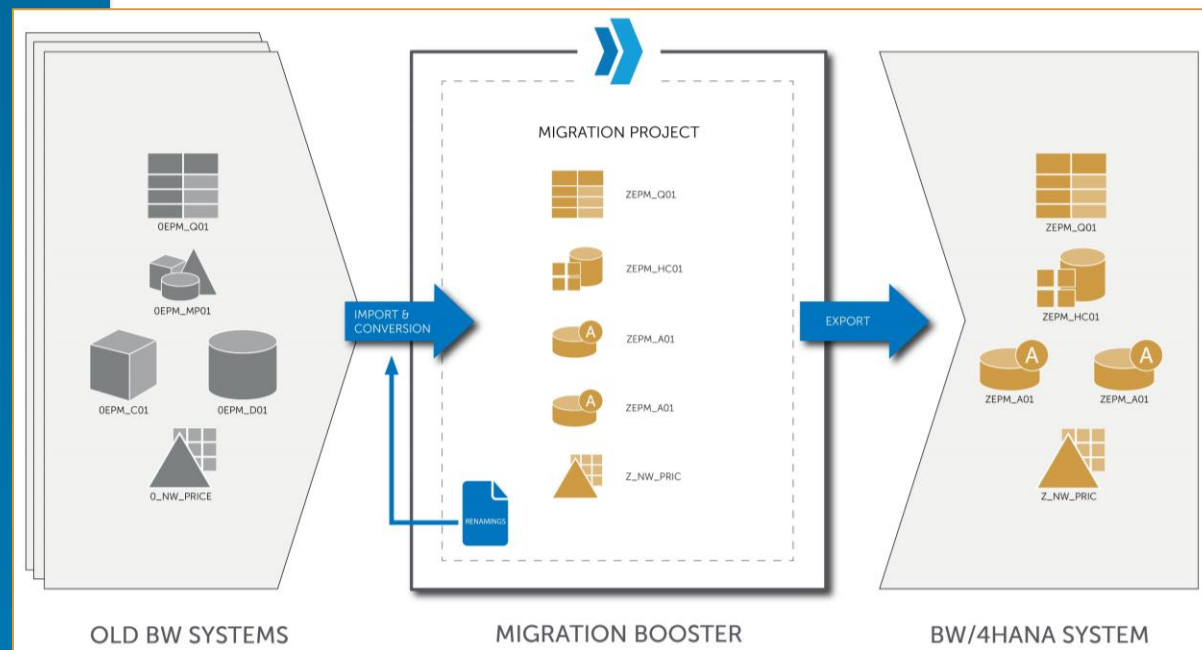 0EPM_Q01
0EPM_MP01
0EPM_C01
0EPM_D01
0_NW_PRICE
OLD BW SYSTEMS
IMPORT &
CONVERSION
MIGRATION PROJECT
ZEPM_Q01
ZEPM_HC01
A
ZEPM_A01
A
ZEPM_A01
Z_NW_PRIC
RENAMINGS
MIGRATION BOOSTER
EXPORT
ZEPM_Q01
ZEPM_HC01
A
A
ZEPM_A01
ZEPM_A01
Z_NW_PRIC
BW/4HANA SYSTEM